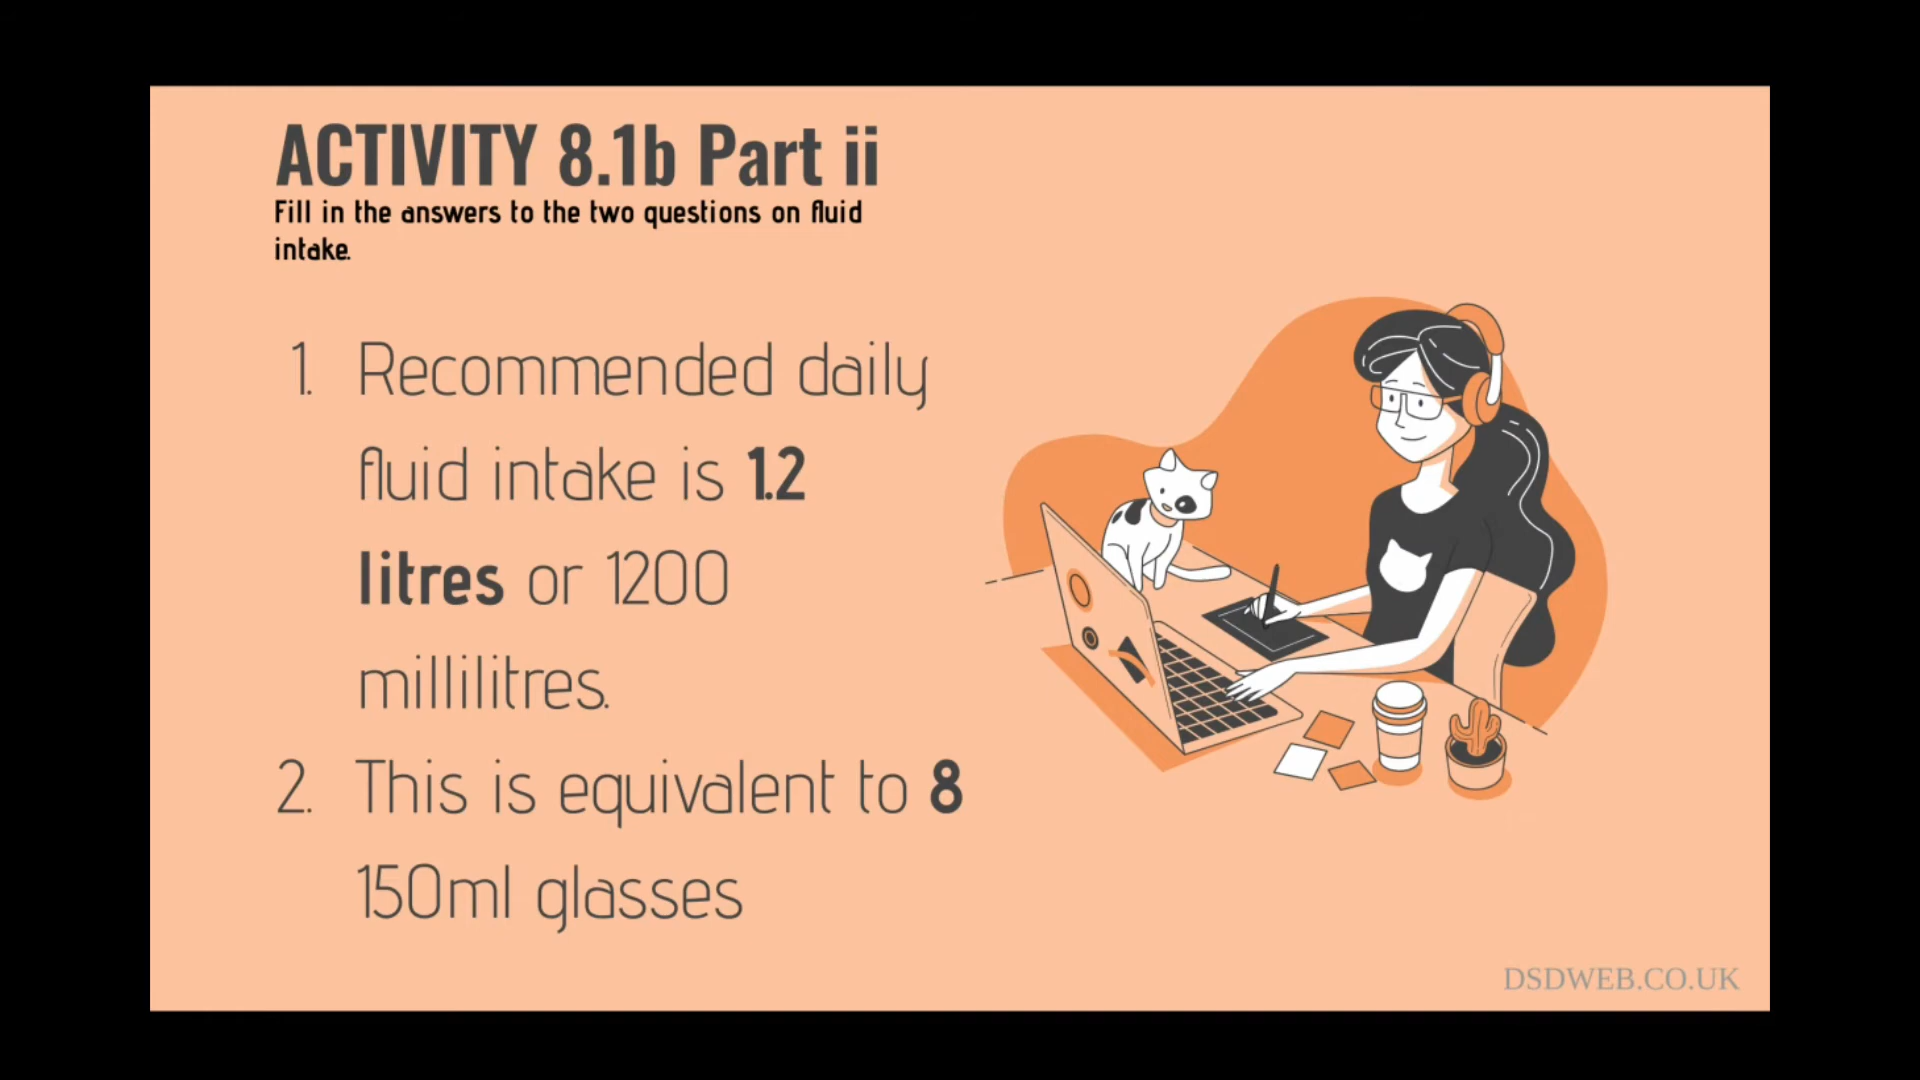 ACTIVITY 8.1b Part ii
Fill in the answers to the two questions on fluid
intake.
1. Recommended daily
fluid intake is 1.2
litres or 1200
millilitres.
2. This is equivalent to 8
150ml glasses
DSDWEB.CO.UK